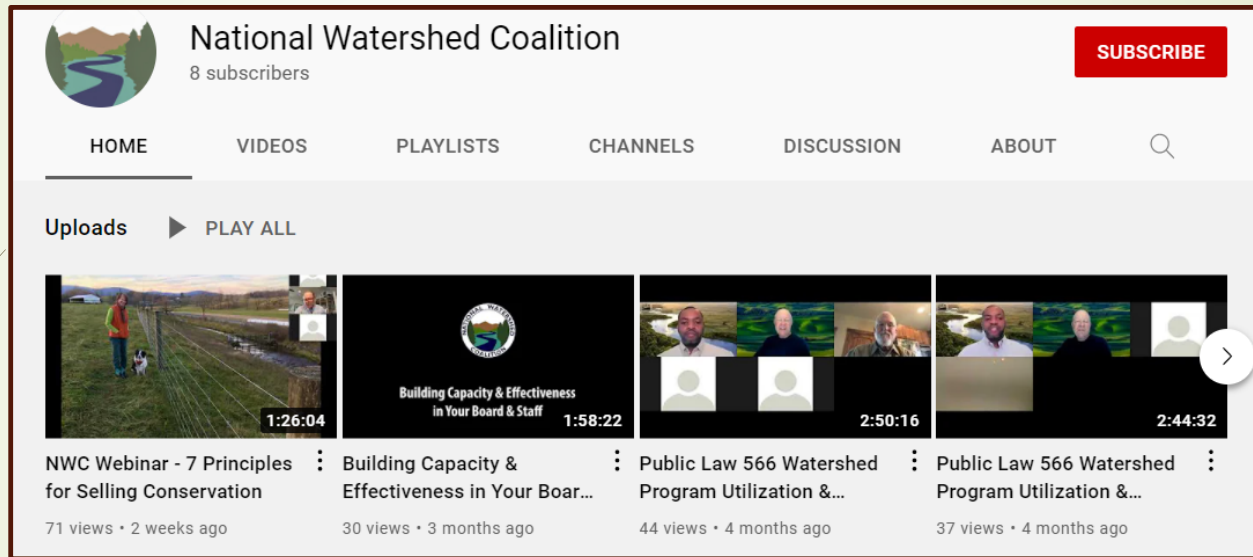 National Watershed Coalition
8 subscribers
SUBSCRIBE
HOME VIDEOS PLAYLISTS CHANNELS DISCUSSION ABOUT
Uploads PLAY ALL
1:26:04
NATIONAL WATERSHED
COALITION
Building Capacity & Effectiveness
in Your Board & Staff
1:58:22
2:50:16
2:44:32
NWC Webinar - 7 Principles
for Selling Conservation
71 views • 2 weeks ago
Building Capacity &
Effectiveness in Your Boar...
30 views • 3 months ago
Public Law 566 Watershed
Program Utilization &...
44 views • 4 months ago
Public Law 566 Watershed
Program Utilization &...
37 views • 4 months ago